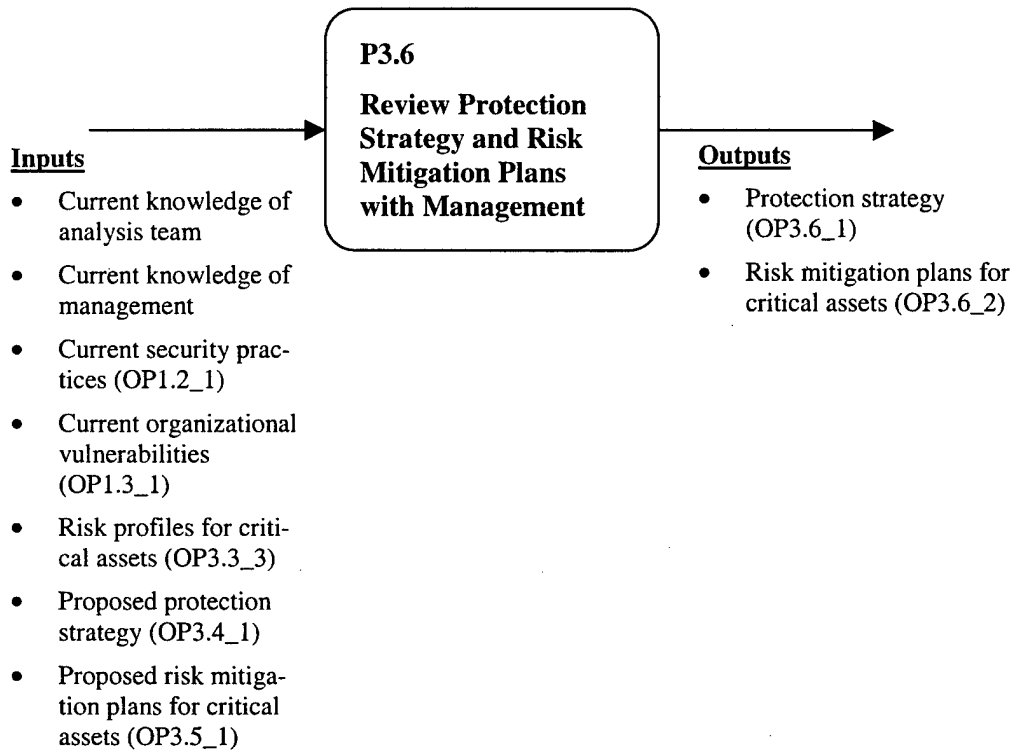 P3.6
Review Protection
Strategy and Risk
Mitigation Plans
with Management
Inputs
• Current knowledge of
analysis team
• Current knowledge of
management
• Current security prac-
tices (OP1.2_1)
• Current organizational
vulnerabilities
(OP1.3_1)
• Risk profiles for criti-
cal assets (OP3.3_3)
• Proposed protection
strategy (OP3.4_1)
• Proposed risk mitiga-
tion plans for critical
assets (OP3.5_1)
Outputs
• Protection strategy
(OP3.6_1)
• Risk mitigation plans for
critical assets (OP3.6_2)